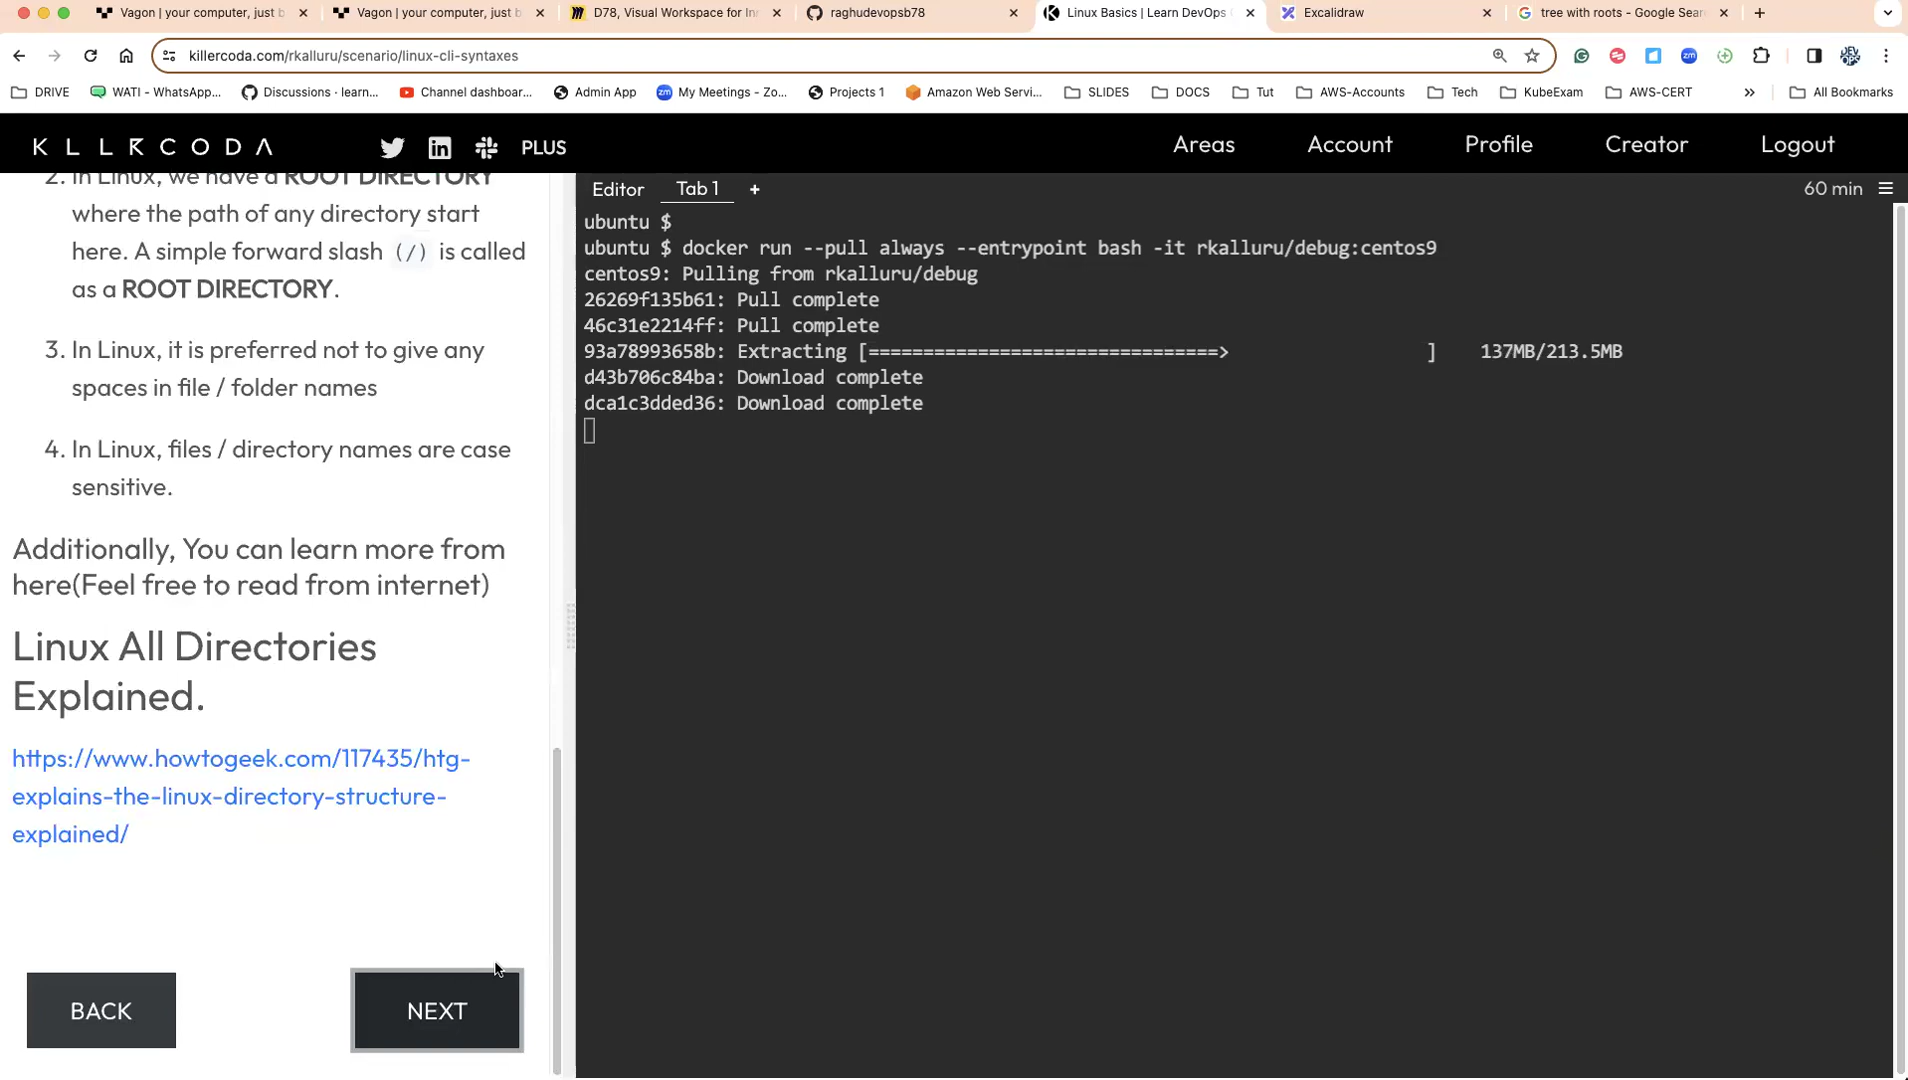 Vagon | your computer, just b
Vagon | your computer, just b
D78, Visual Workspace for In
raghudevopsb78
Linux Basics | Learn DevOps
Excalidraw
tree with roots - Google Sear
killercoda.com/rkalluru/scenario/linux-cli-syntaxes
DRIVE
WATI - WhatsApp...
Discussions · learn...
Channel dashboar...
Admin App
My Meetings - Zo...
Projects 1
Amazon Web Servi...
SLIDES
DOCS
Tut
AWS-Accounts
Tech
KubeExam
AWS-CERT
All Bookmarks
KLLRCODA
PLUS
Areas
Account
Profile
Creator
Logout
2. In Linux, we have a ROOT DIRECTORY
where the path of any directory start
here. A simple forward slash (/) is called
as a ROOT DIRECTORY.
3. In Linux, it is preferred not to give any
spaces in file / folder names
4. In Linux, files / directory names are case
sensitive.
Additionally, You can learn more from
here(Feel free to read from internet)
Linux All Directories
Explained.
https://www.howtogeek.com/117435/htg-
explains-the-linux-directory-structure-
explained/
BACK
NEXT
Editor
Tab 1
+
60 min
ubuntu $
ubuntu $ docker run --pull always --entrypoint bash -it rkalluru/debug:centos9
centos9: Pulling from rkalluru/debug
26269f135b61: Pull complete
46c31e2214ff: Pull complete
93a78993658b: Extracting [================================> ] 137MB/213.5MB
d43b706c84ba: Download complete
dca1c3dded36: Download complete